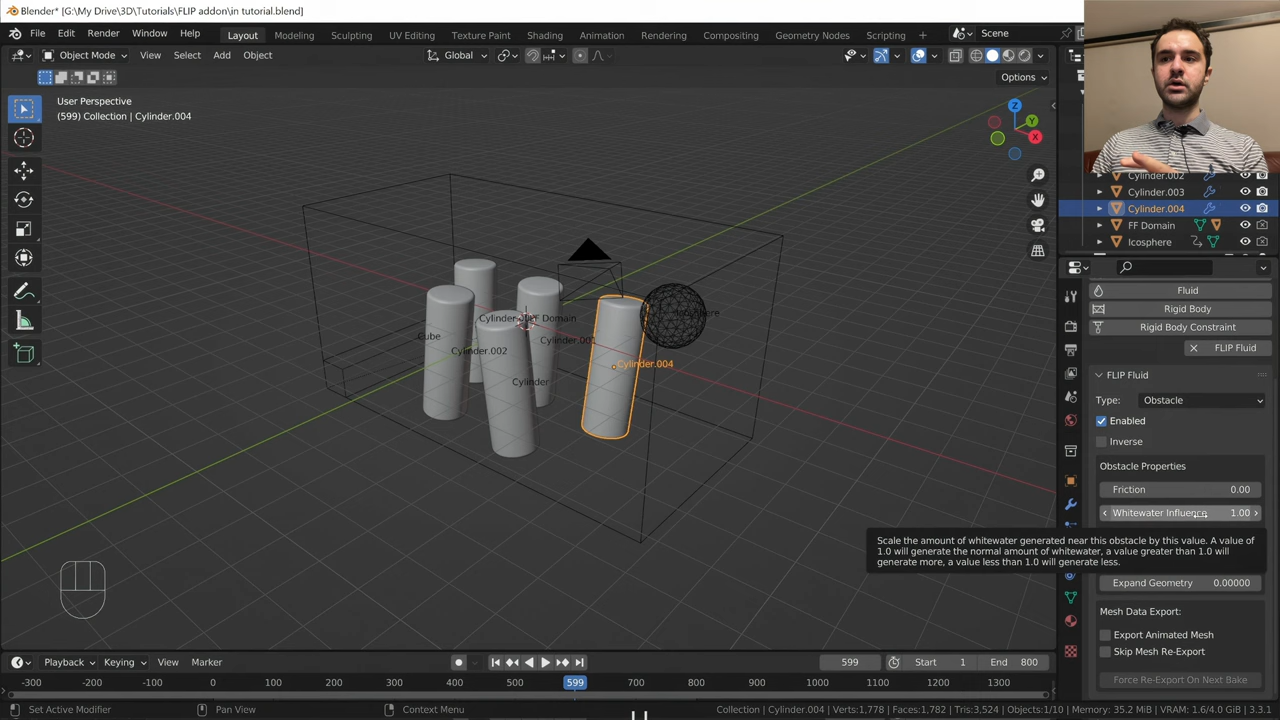 Blender* [G:\My Drive\3D\Tutorials\FLIP addon\in tutorial.blend]
File Edit Render Window Help Layout Modeling Sculpting UV Editing Texture Paint Shading Animation Rendering Compositing Geometry Nodes Scripting Scene
Object Mode View Select Add Object Global
Options
User Perspective
(599) Collection | Cylinder.004
Z
Y
X
Cylinder.002
Cylinder.003
Cylinder.004
FF Domain
Icosphere
Fluid
Rigid Body
Rigid Body Constraint
FLIP Fluid
FLIP Fluid
Type: Obstacle
Enabled
Inverse
Obstacle Properties
Friction 0.00
Whitewater Influence 1.00
Scale the amount of whitewater generated near this obstacle by this value. A value of
1.0 will generate the normal amount of whitewater, a value greater than 1.0 will
generate more, a value less than 1.0 will generate less.
Expand Geometry 0.00000
Mesh Data Export:
Export Animated Mesh
Skip Mesh Re-Export
Force Re-Export On Next Bake
FF Domain
Cube
Cylinder.001
Cylinder.002
Cylinder.004
Cylinder
Playback Keying View Marker 599 Start 1 End 800
-300 -200 -100 0 100 200 300 400 500 599 700 800 900 1000 1100 1200 1300
Set Active Modifier Pan View Context Menu Collection | Cylinder.004 | Verts:1,778 | Faces:1,782 | Tris:3,524 | Objects:1/10 | Memory: 35.2 MiB | VRAM: 1.6/4.0 GiB | 3.3.1